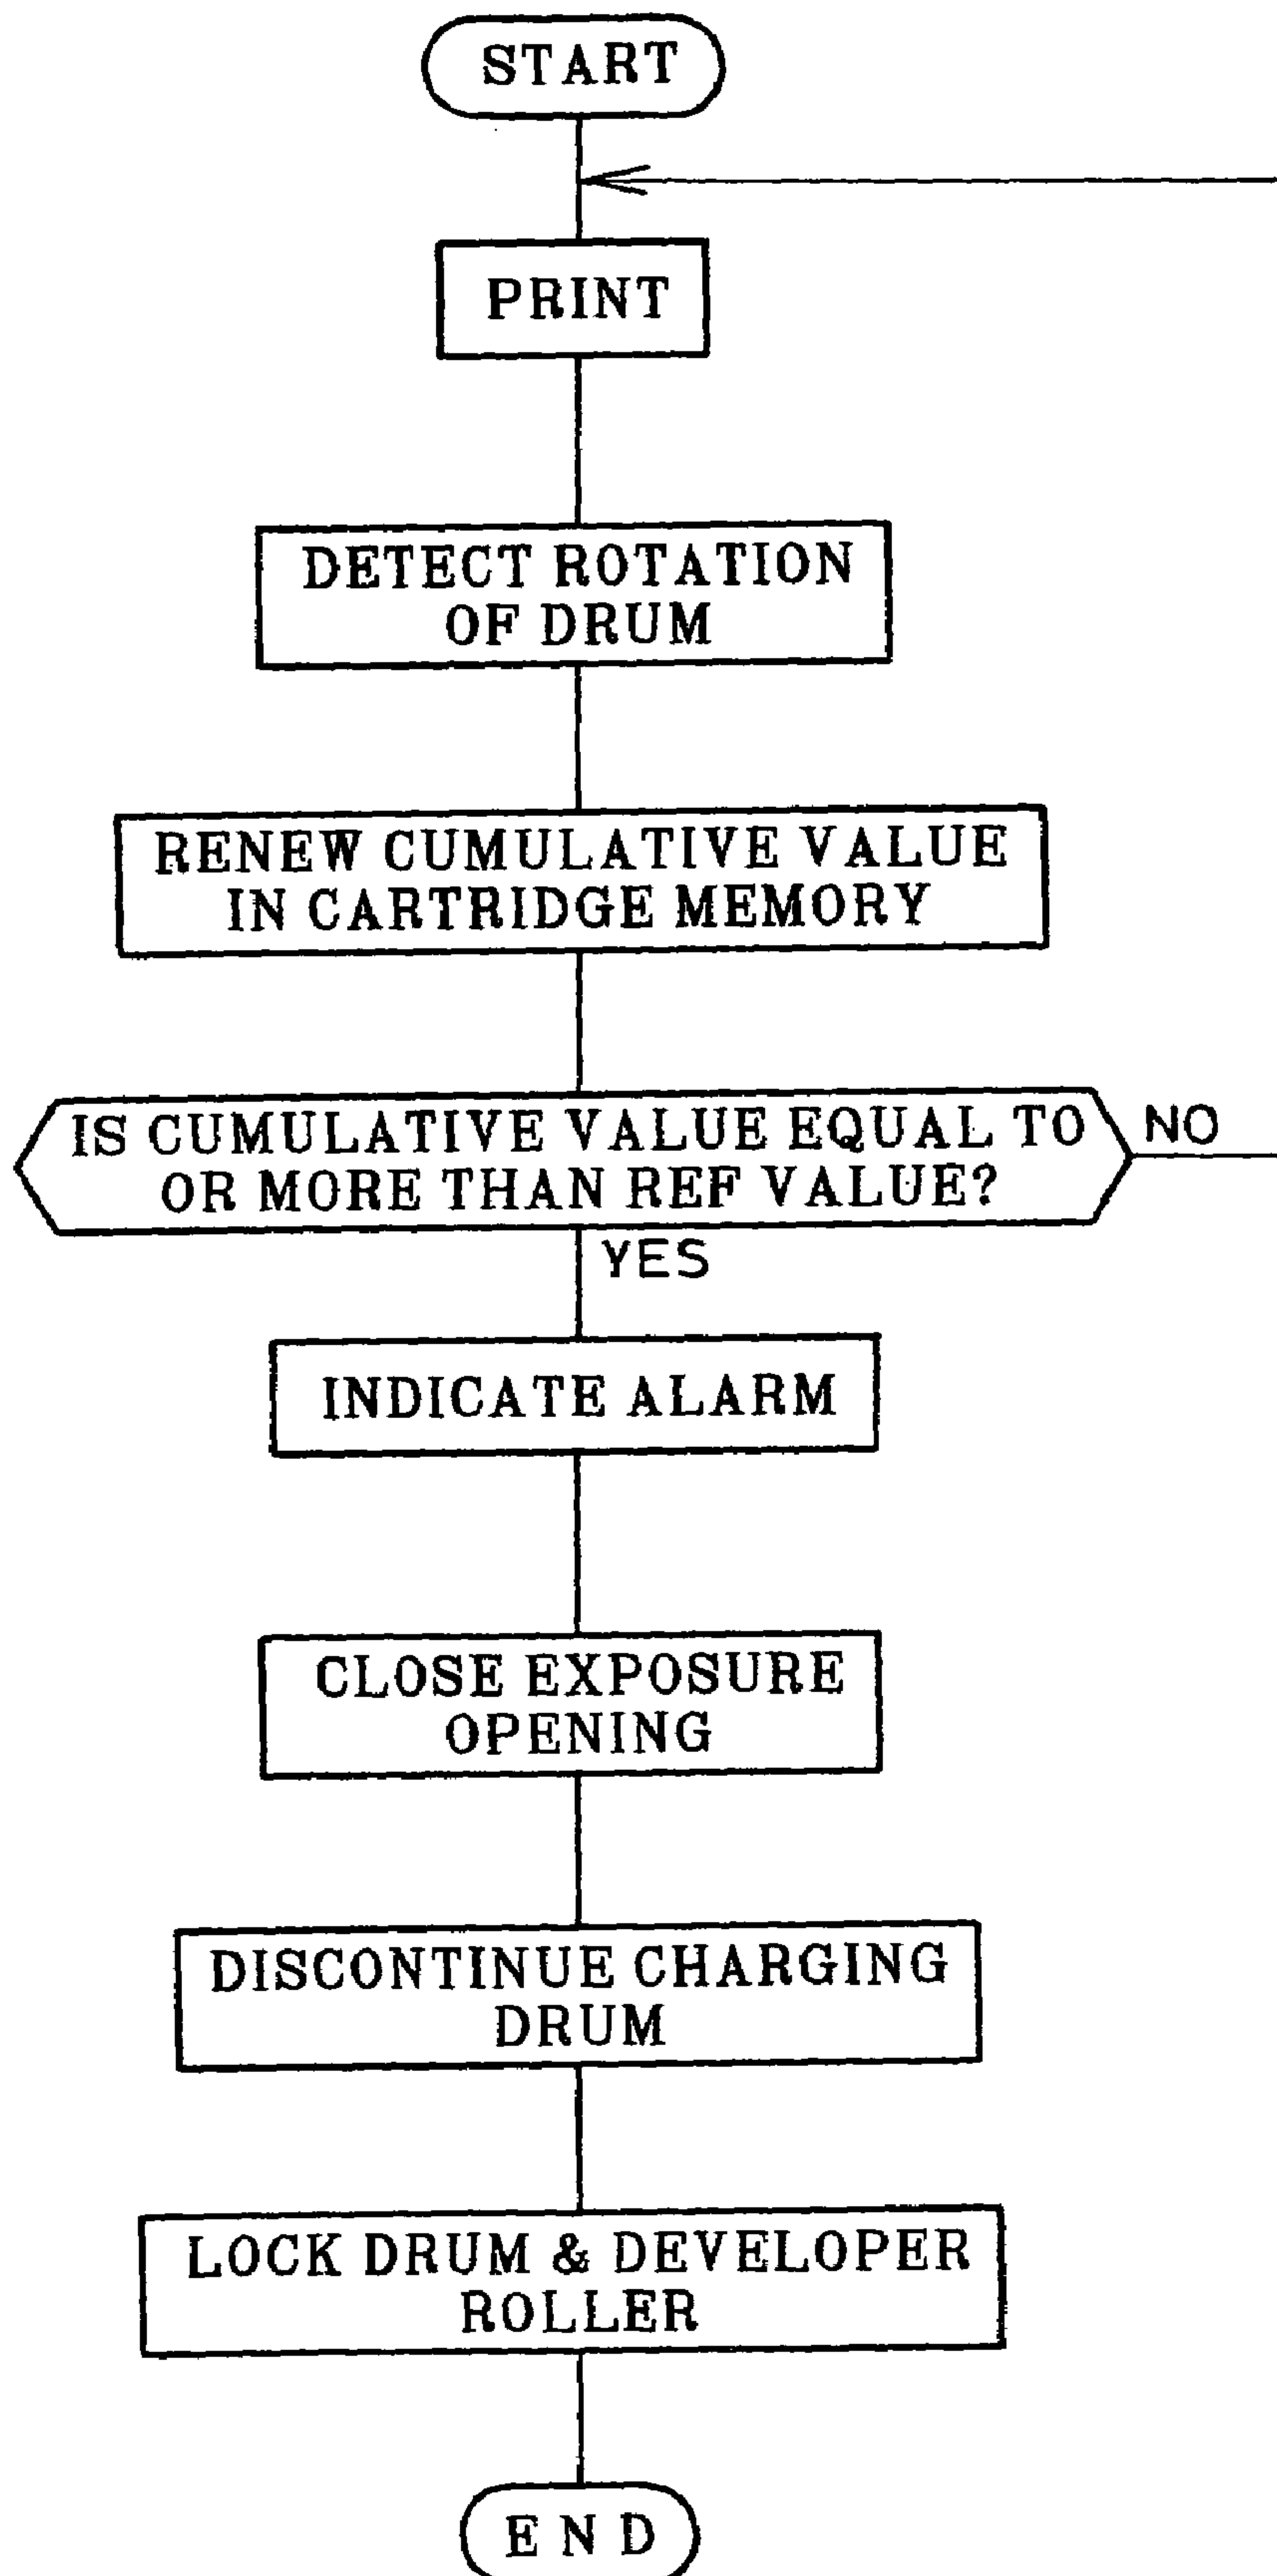 START
PRINT
DETECT ROTATION
OF DRUM
RENEW CUMULATIVE VALUE
IN CARTRIDGE MEMORY
IS CUMULATIVE VALUE EQUAL TO
OR MORE THAN REF VALUE?
NO
YES
INDICATE ALARM
CLOSE EXPOSURE
OPENING
DISCONTINUE CHARGING
DRUM
LOCK DRUM & DEVELOPER
ROLLER
END